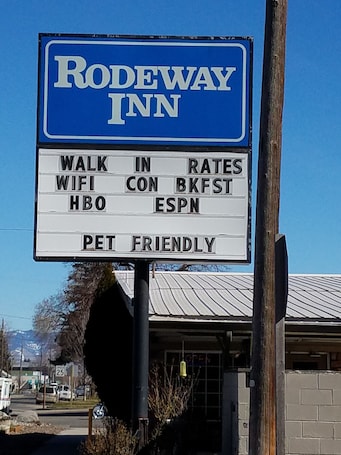 RODEWAY
INN
WALK IN RATES
WIFI CON BKFST
HBO ESPN
PET FRIENDLY